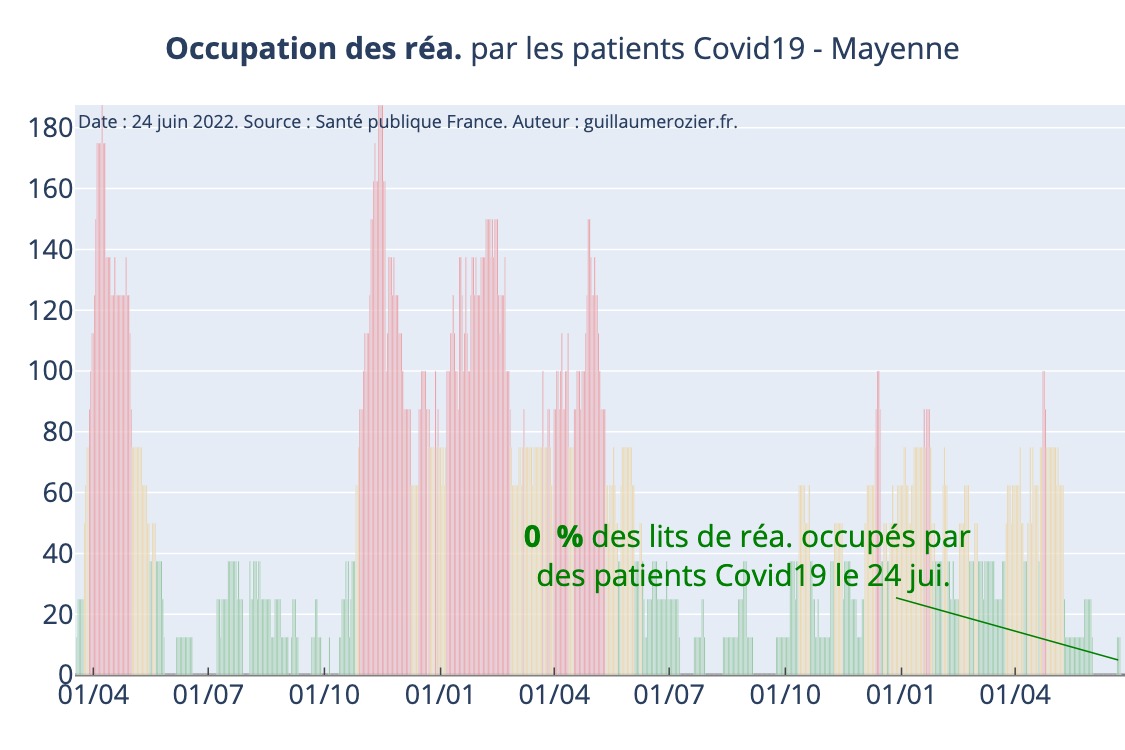 Occupation des réa. par les patients Covid19 - Mayenne
Date : 24 juin 2022. Source : Santé publique France. Auteur : guillaumerozier.fr.
180
160
140
120
100
80
60
40
20
0
0 % des lits de réa. occupés par
des patients Covid19 le 24 jui.
01/04 01/07 01/10 01/01 01/04 01/07 01/10 01/01 01/04